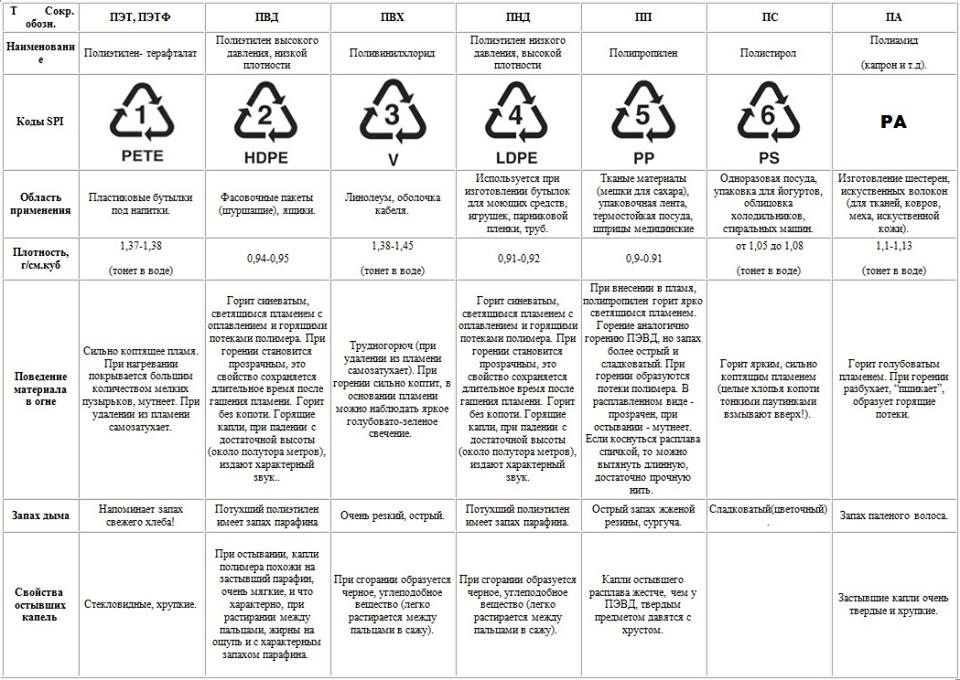 Т Сокр.
обозн.
ПЭТ, ПЭТФ
ПВД
ПВХ
ПНД
ПП
ПС
ПА
Наименовани
е
Полиэтилен- терафталат
Полиэтилен высокого
давления, низкой
плотности
Поливинилхлорид
Полиэтилен низкого
давления, высокой
плотности
Полипропилен
Полистирол
Полиамид
(капрон и т.д).
Коды SPI
1
PETE
2
HDPE
3
V
4
LDPE
5
PP
6
PS
PA
Область
применения
Пластиковые бутылки
под напитки.
Фасовочные пакеты
(шуршащие), ящики.
Линолеум, оболочка
кабеля.
Используется при
изготовлении бутылок
для моющих средств,
игрушек, парниковой
пленки, труб.
Тканые материалы
(мешки для сахара),
упаковочная лента,
термостойкая посуда,
шприцы медицинские
Одноразовая посуда,
упаковка для йогуртов,
облицовка
холодильников,
стиральных машин.
Изготовление шестерен,
искуственных волокон
(для тканей, ковров,
меха, искуственной
кожи).
Плотность,
г/см.куб
1,37-1,38
(тонет в воде)
0,94-0,95
1,38-1,45
(тонет в воде)
0,91-0,92
0,9-0.91
от 1,05 до 1,08
(тонет в воде)
1,1-1,13
(тонет в воде)
Поведение
материала
в огне
Сильно коптящее пламя.
При нагревании
покрывается большим
количеством мелких
пузырьков, мутнеет. При
удалении из пламени
самозатухает.
Горит синеватым,
светящимся пламенем с
оплавлением и горящими
потеками полимера. При
горении становится
прозрачным, это
свойство сохраняется
длительное время после
гашения пламени. Горит
без копоти. Горящие
капли, при падении с
достаточной высоты
(около полутора метров),
издают характерный
звук..
Трудногорюч (при
удалении из пламени
самозатухает). При
горении сильно коптит, в
основании пламени
можно наблюдать яркое
голубовато-зеленое
свечение.
Горит синеватым,
светящимся пламенем с
оплавлением и горящими
потеками полимера. При
горении становится
прозрачным, это
свойство сохраняется
длительное время после
гашения пламени. Горит
без копоти. Горящие
капли, при падении с
достаточной высоты
(около полутора метров),
издают характерный
звук.
При внесении в пламя,
полипропилен горит ярко
светящимся пламенем.
Горение аналогично
горению ПЭВД, но запах
более острый и
сладковатый. При
горении образуются
потеки полимера. В
расплавленном виде -
прозрачен, при
остывании - мутнеет.
Если коснуться расплава
спичкой, то можно
вытянуть длинную,
достаточно прочную
нить.
Горит ярким, сильно
коптящим пламенем
(целые хлопья копоти
тонкими паутинками
взмывают вверх!).
Горит голубоватым
пламенем. При горении
разбухает, “пшикает”,
образует горящие
потеки.
Запах дыма
Напоминает запах
свежего хлеба!
Потухший полиэтилен
имеет запах парафина
Очень резкий, острый.
Потухший полиэтилен
имеет запах парафина.
Острый запах жженой
резины, сургуча.
Сладковатый(цветочный)
.
Запах паленого волоса.
Свойства
остывших
капель
Стекловидные, хрупкие.
При остывании, капли
полимера похожи на
застывший парафин,
очень мягкие, и что
характерно, при
растирании между
пальцами, жирны на
ощупь и с характерным
запахом парафина.
При сгорании образуется
черное, углеподобное
вещество (легко
растирается между
пальцами в сажу).
При сгорании образуется
черное, углеподобное
вещество (легко
растирается между
пальцами в сажу).
Капли остывшего
расплава жестче, чем у
ПЭВД, твердым
предметом давятся с
хрустом.
Застывшие капли очень
твердые и хрупкие.